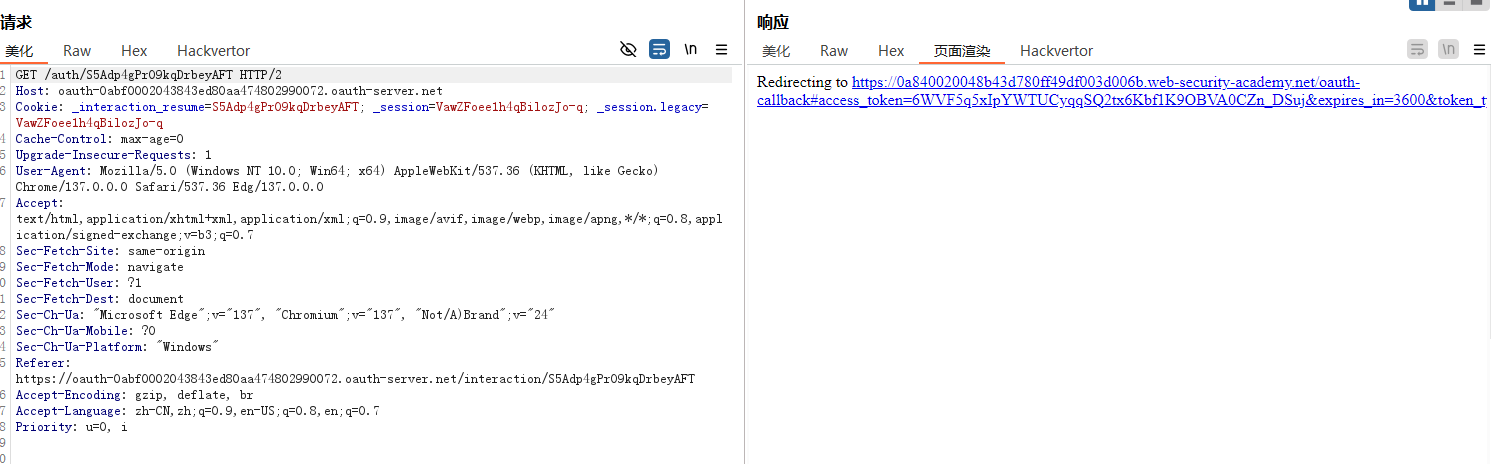 请求
美化 Raw Hex Hackvertor \n
1 GET /auth/S5Adp4gPrO9kqDrbeyAFT HTTP/2
2 Host: oauth-0abf0002043843ed80aa474802990072.oauth-server.net
3 Cookie: _interaction_resume=S5Adp4gPrO9kqDrbeyAFT; _session=VawZFoee1h4qBilozJo-q; _session.legacy=
VawZFoee1h4qBilozJo-q
4 Cache-Control: max-age=0
5 Upgrade-Insecure-Requests: 1
6 User-Agent: Mozilla/5.0 (Windows NT 10.0; Win64; x64) AppleWebKit/537.36 (KHTML, like Gecko)
Chrome/137.0.0.0 Safari/537.36 Edg/137.0.0.0
7 Accept:
text/html,application/xhtml+xml,application/xml;q=0.9,image/avif,image/webp,image/apng,*/*;q=0.8,appl
ication/signed-exchange;v=b3;q=0.7
8 Sec-Fetch-Site: same-origin
9 Sec-Fetch-Mode: navigate
0 Sec-Fetch-User: ?1
1 Sec-Fetch-Dest: document
2 Sec-Ch-Ua: "Microsoft Edge";v="137", "Chromium";v="137", "Not/A)Brand";v="24"
3 Sec-Ch-Ua-Mobile: ?0
4 Sec-Ch-Ua-Platform: "Windows"
5 Referer:
https://oauth-0abf0002043843ed80aa474802990072.oauth-server.net/interaction/S5Adp4gPrO9kqDrbeyAFT
6 Accept-Encoding: gzip, deflate, br
7 Accept-Language: zh-CN,zh;q=0.9,en-US;q=0.8,en;q=0.7
8 Priority: u=0, i
9
0
响应
美化 Raw Hex 页面渲染 Hackvertor \n
Redirecting to https://0a840020048b43d780ff49df003d006b.web-security-academy.net/oauth-
callback#access_token=6WVF5q5xIpYWTUCyqqSQ2tx6Kbf1K9OBVA0CZn_DSuj&expires_in=3600&token_t